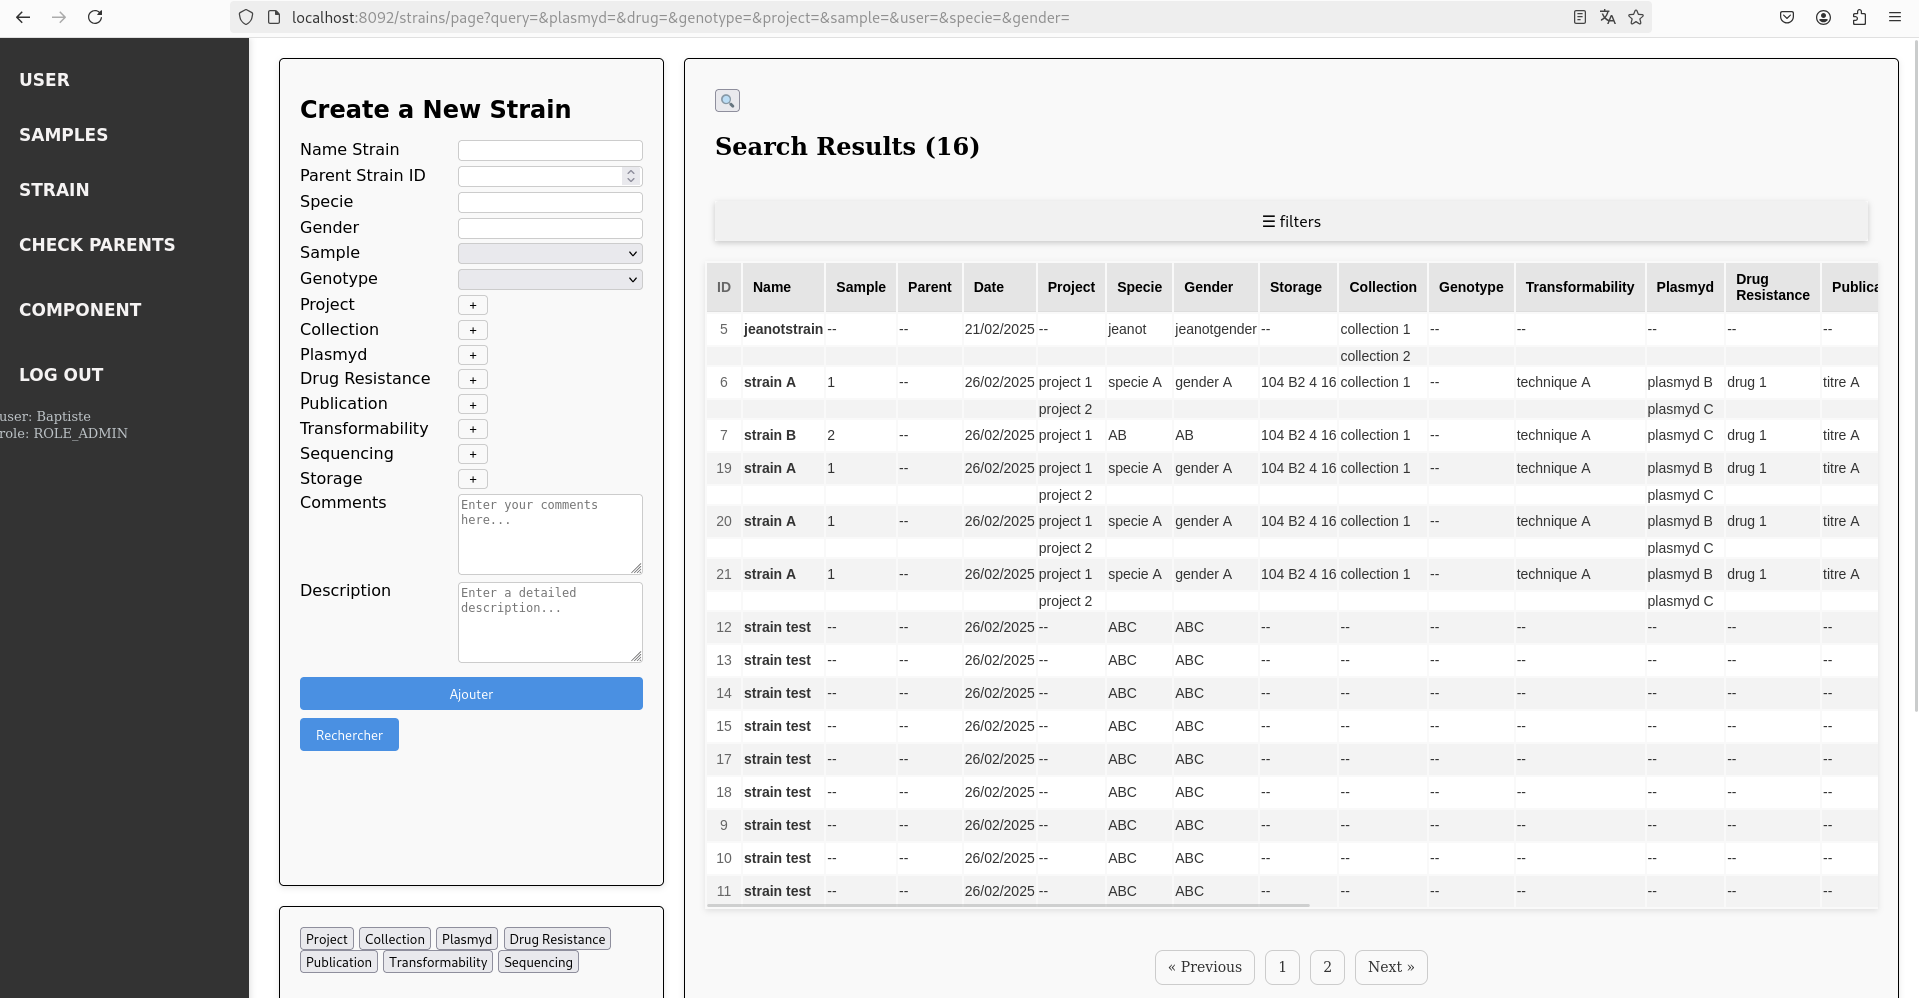 localhost:8092/strains/page?query=&plasmyd=&drug=&genotype=&project=&sample=&user=&specie=&gender=
USER
SAMPLES
STRAIN
CHECK PARENTS
COMPONENT
LOG OUT
user: Baptiste
role: ROLE_ADMIN
Create a New Strain
Name Strain
Parent Strain ID
Specie
Gender
Sample
Genotype
Project +
Collection +
Plasmyd +
Drug Resistance +
Publication +
Transformability +
Sequencing +
Storage +
Comments
Enter your comments
here...
Description
Enter a detailed
description...
Ajouter
Rechercher
Project Collection Plasmyd Drug Resistance
Publication Transformability Sequencing
Search Results (16)
☰ filters
ID Name Sample Parent Date Project Specie Gender Storage Collection Genotype Transformability Plasmyd Drug Resistance Publica
5 jeanotstrain -- -- 21/02/2025 -- jeanot jeanotgender -- collection 1 -- -- -- -- --
collection 2
6 strain A 1 -- 26/02/2025 project 1 specie A gender A 104 B2 4 16 collection 1 -- technique A plasmyd B drug 1 titre A
project 2 plasmyd C
7 strain B 2 -- 26/02/2025 project 1 AB AB 104 B2 4 16 collection 1 -- technique A plasmyd C drug 1 titre A
19 strain A 1 -- 26/02/2025 project 1 specie A gender A 104 B2 4 16 collection 1 -- technique A plasmyd B drug 1 titre A
project 2 plasmyd C
20 strain A 1 -- 26/02/2025 project 1 specie A gender A 104 B2 4 16 collection 1 -- technique A plasmyd B drug 1 titre A
project 2 plasmyd C
21 strain A 1 -- 26/02/2025 project 1 specie A gender A 104 B2 4 16 collection 1 -- technique A plasmyd B drug 1 titre A
project 2 plasmyd C
12 strain test -- -- 26/02/2025 -- ABC ABC -- -- -- -- -- -- --
13 strain test -- -- 26/02/2025 -- ABC ABC -- -- -- -- -- -- --
14 strain test -- -- 26/02/2025 -- ABC ABC -- -- -- -- -- -- --
15 strain test -- -- 26/02/2025 -- ABC ABC -- -- -- -- -- -- --
17 strain test -- -- 26/02/2025 -- ABC ABC -- -- -- -- -- -- --
18 strain test -- -- 26/02/2025 -- ABC ABC -- -- -- -- -- -- --
9 strain test -- -- 26/02/2025 -- ABC ABC -- -- -- -- -- -- --
10 strain test -- -- 26/02/2025 -- ABC ABC -- -- -- -- -- -- --
11 strain test -- -- 26/02/2025 -- ABC ABC -- -- -- -- -- -- --
« Previous 1 2 Next »